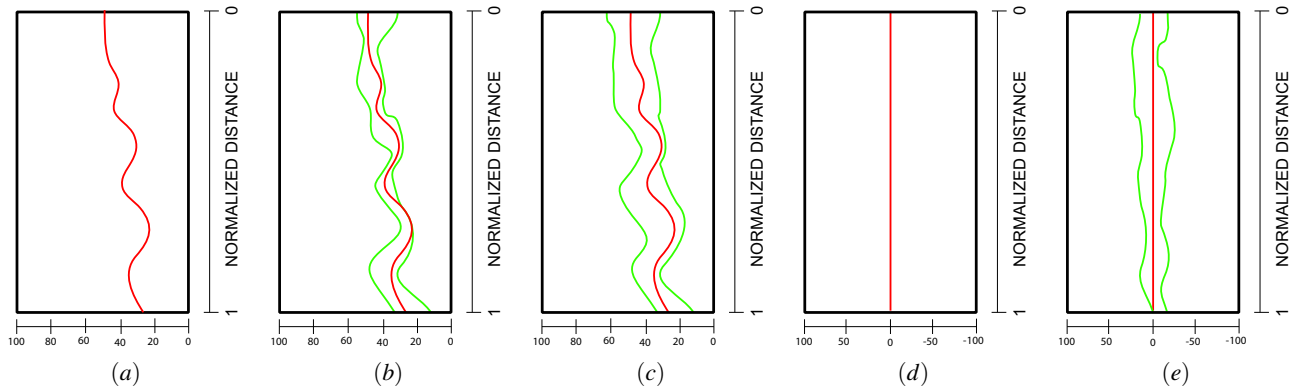 0 0 0 0 0
NORMALIZED DISTANCE NORMALIZED DISTANCE NORMALIZED DISTANCE NORMALIZED DISTANCE NORMALIZED DISTANCE
1 1 1 1 1
100 80 60 40 20 0 100 80 60 40 20 0 100 80 60 40 20 0 100 50 0 -50 -100 100 50 0 -50 -100
(a) (b) (c) (d) (e)